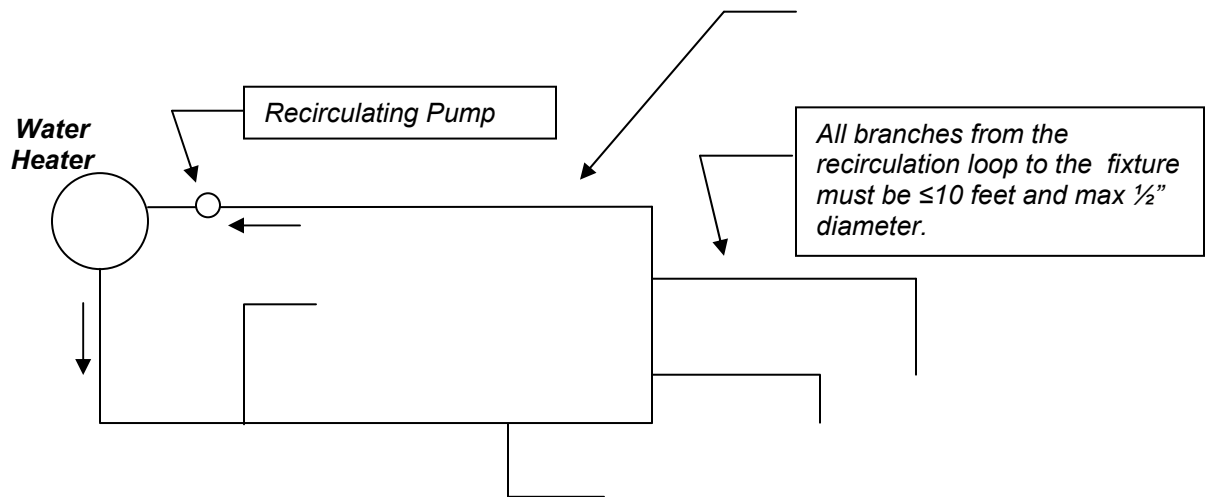 Recirculating Pump
Water
Heater
All branches from the
recirculation loop to the fixture
must be ≤10 feet and max ½”
diameter.